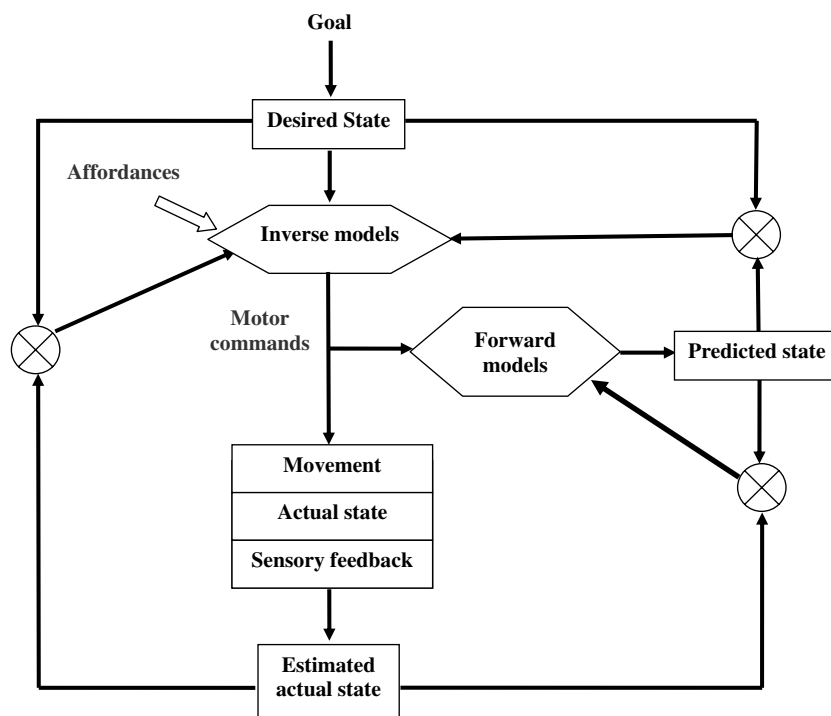 Goal
Desired State
Affordances
Inverse models
Motor
commands
Forward
models
Predicted state
Movement
Actual state
Sensory feedback
Estimated
actual state